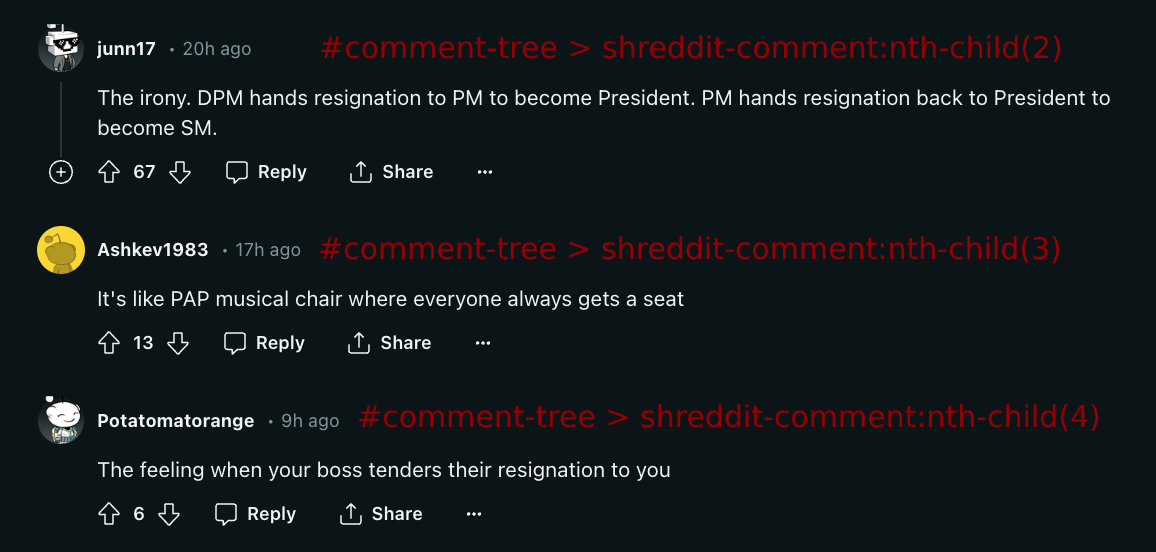 junn17 • 20h ago #comment-tree > shreddit-comment:nth-child(2)
The irony. DPM hands resignation to PM to become President. PM hands resignation back to President to
become SM.
67 Reply Share ...
Ashkev1983 • 17h ago #comment-tree > shreddit-comment:nth-child(3)
It's like PAP musical chair where everyone always gets a seat
13 Reply Share ...
Potatomatorange • 9h ago #comment-tree > shreddit-comment:nth-child(4)
The feeling when your boss tenders their resignation to you
6 Reply Share ...